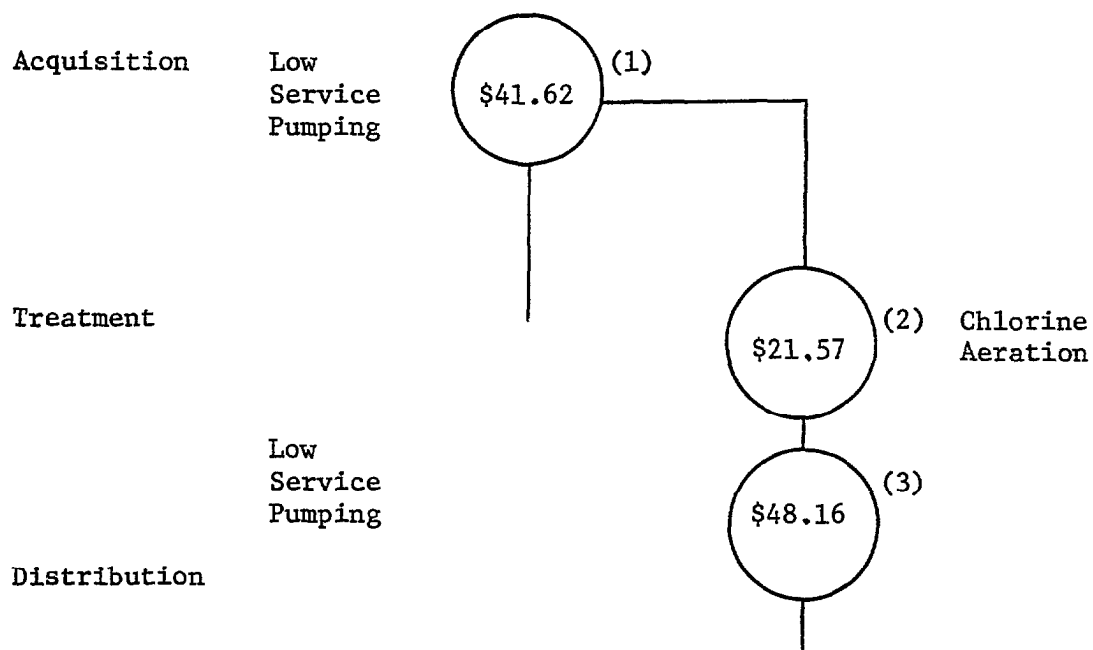 Acquisition
Low
Service
Pumping
$41.62
(1)
Treatment
$21.57
(2)
Chlorine
Aeration
Low
Service
Pumping
$48.16
(3)
Distribution